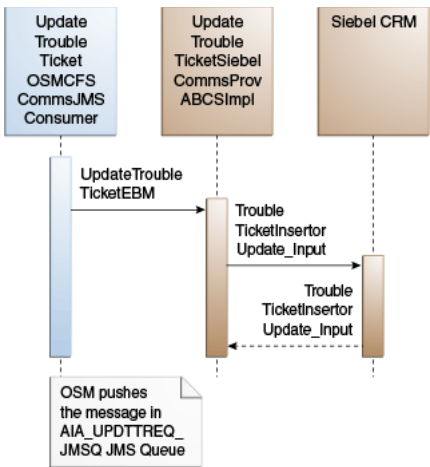 Update
Trouble
Ticket
OSMCFS
CommsJMS
Consumer
Update
Trouble
TicketSiebel
CommsProv
ABCSImpl
Siebel CRM
UpdateTrouble
TicketEBM
Trouble
TicketInsertor
Update_Input
Trouble
TicketInsertor
Update_Input
OSM pushes
the message in
AIA_UPDTTREQ_
JMSQ JMS Queue